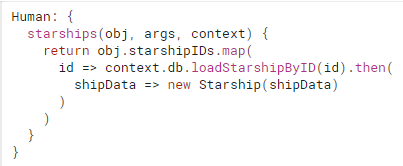 Human: {
  starships(obj, args, context) {
    return obj.starshipIDs.map(
      id => context.db.loadStarshipByID(id).then(
        shipData => new Starship(shipData)
      )
    )
  }
}